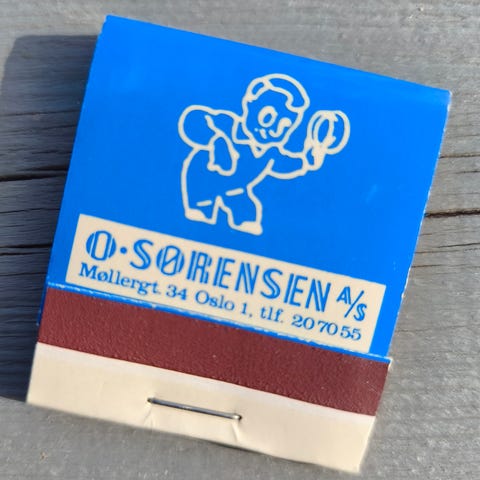 O·SØRENSEN A/S
Møllergt. 34 Oslo 1, tlf. 20 70 55